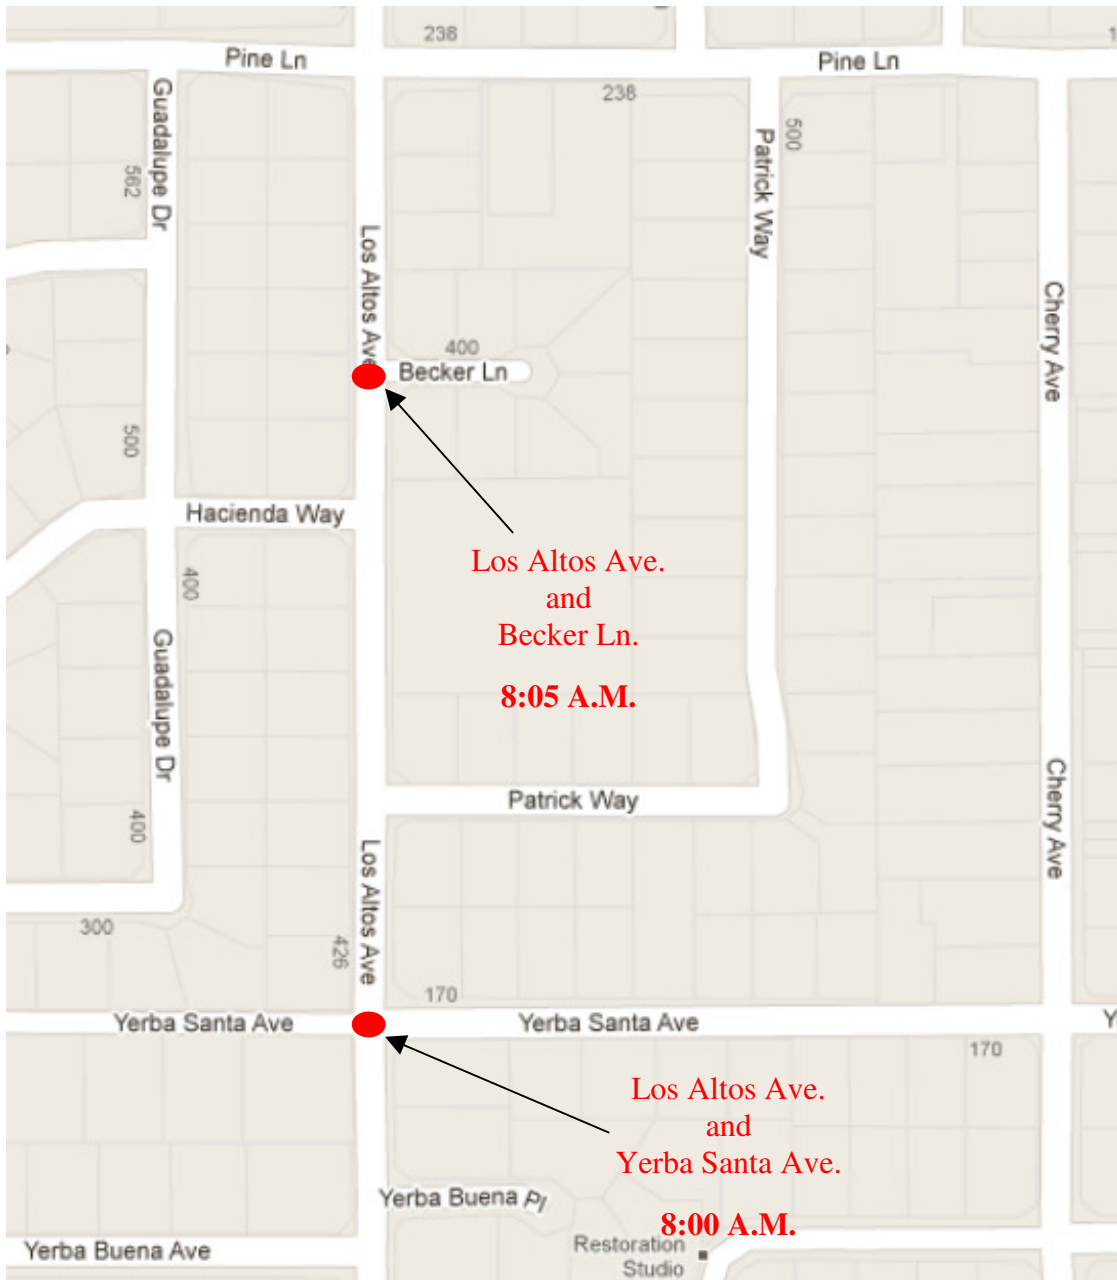 238
Pine Ln
Pine Ln
238
Guadalupe Dr
562
Patrick Way
500
Los Altos Ave
Cherry Ave
400
Becker Ln
500
Hacienda Way
Los Altos Ave.
and
Becker Ln.
8:05 A.M.
400
Guadalupe Dr
400
Patrick Way
Cherry Ave
Los Altos Ave
300
426
170
Yerba Santa Ave
Yerba Santa Ave
Y
170
Los Altos Ave.
and
Yerba Santa Ave.
8:00 A.M.
Yerba Buena Pl
Yerba Buena Ave
Restoration
Studio